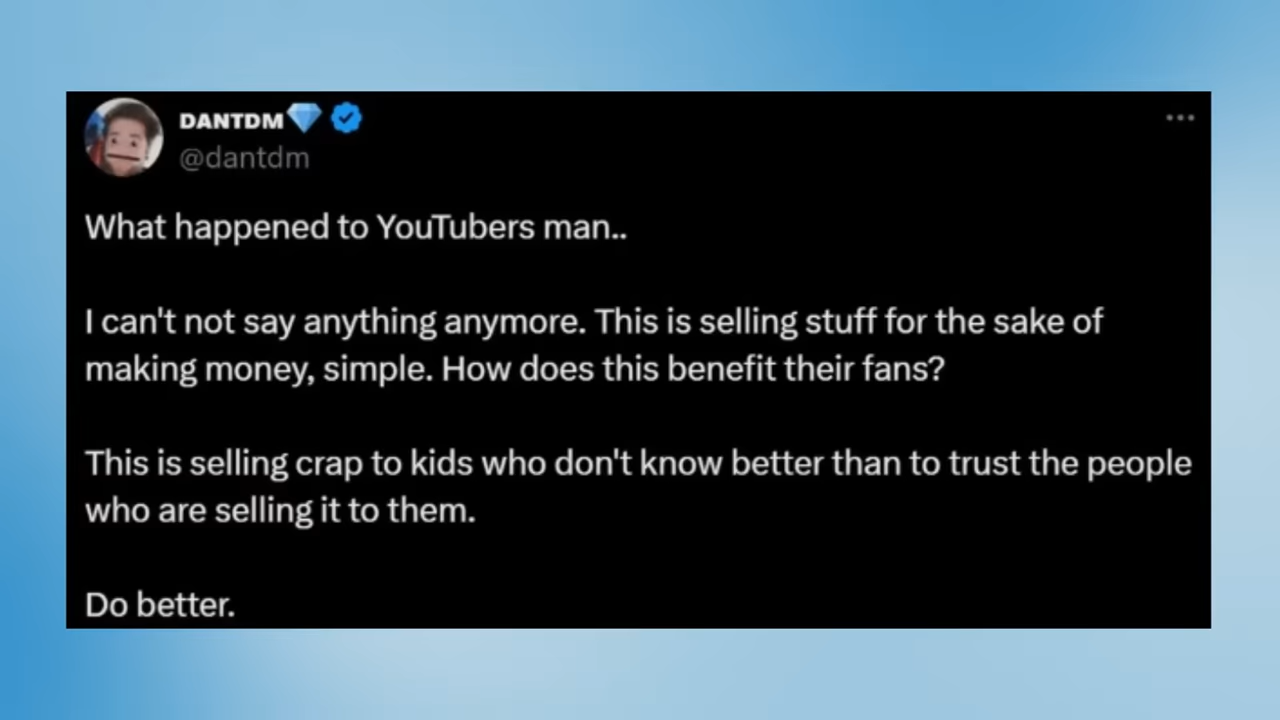 DANTDM💎
@dantdm
What happened to YouTubers man..
I can't not say anything anymore. This is selling stuff for the sake of
making money, simple. How does this benefit their fans?
This is selling crap to kids who don't know better than to trust the people
who are selling it to them.
Do better.